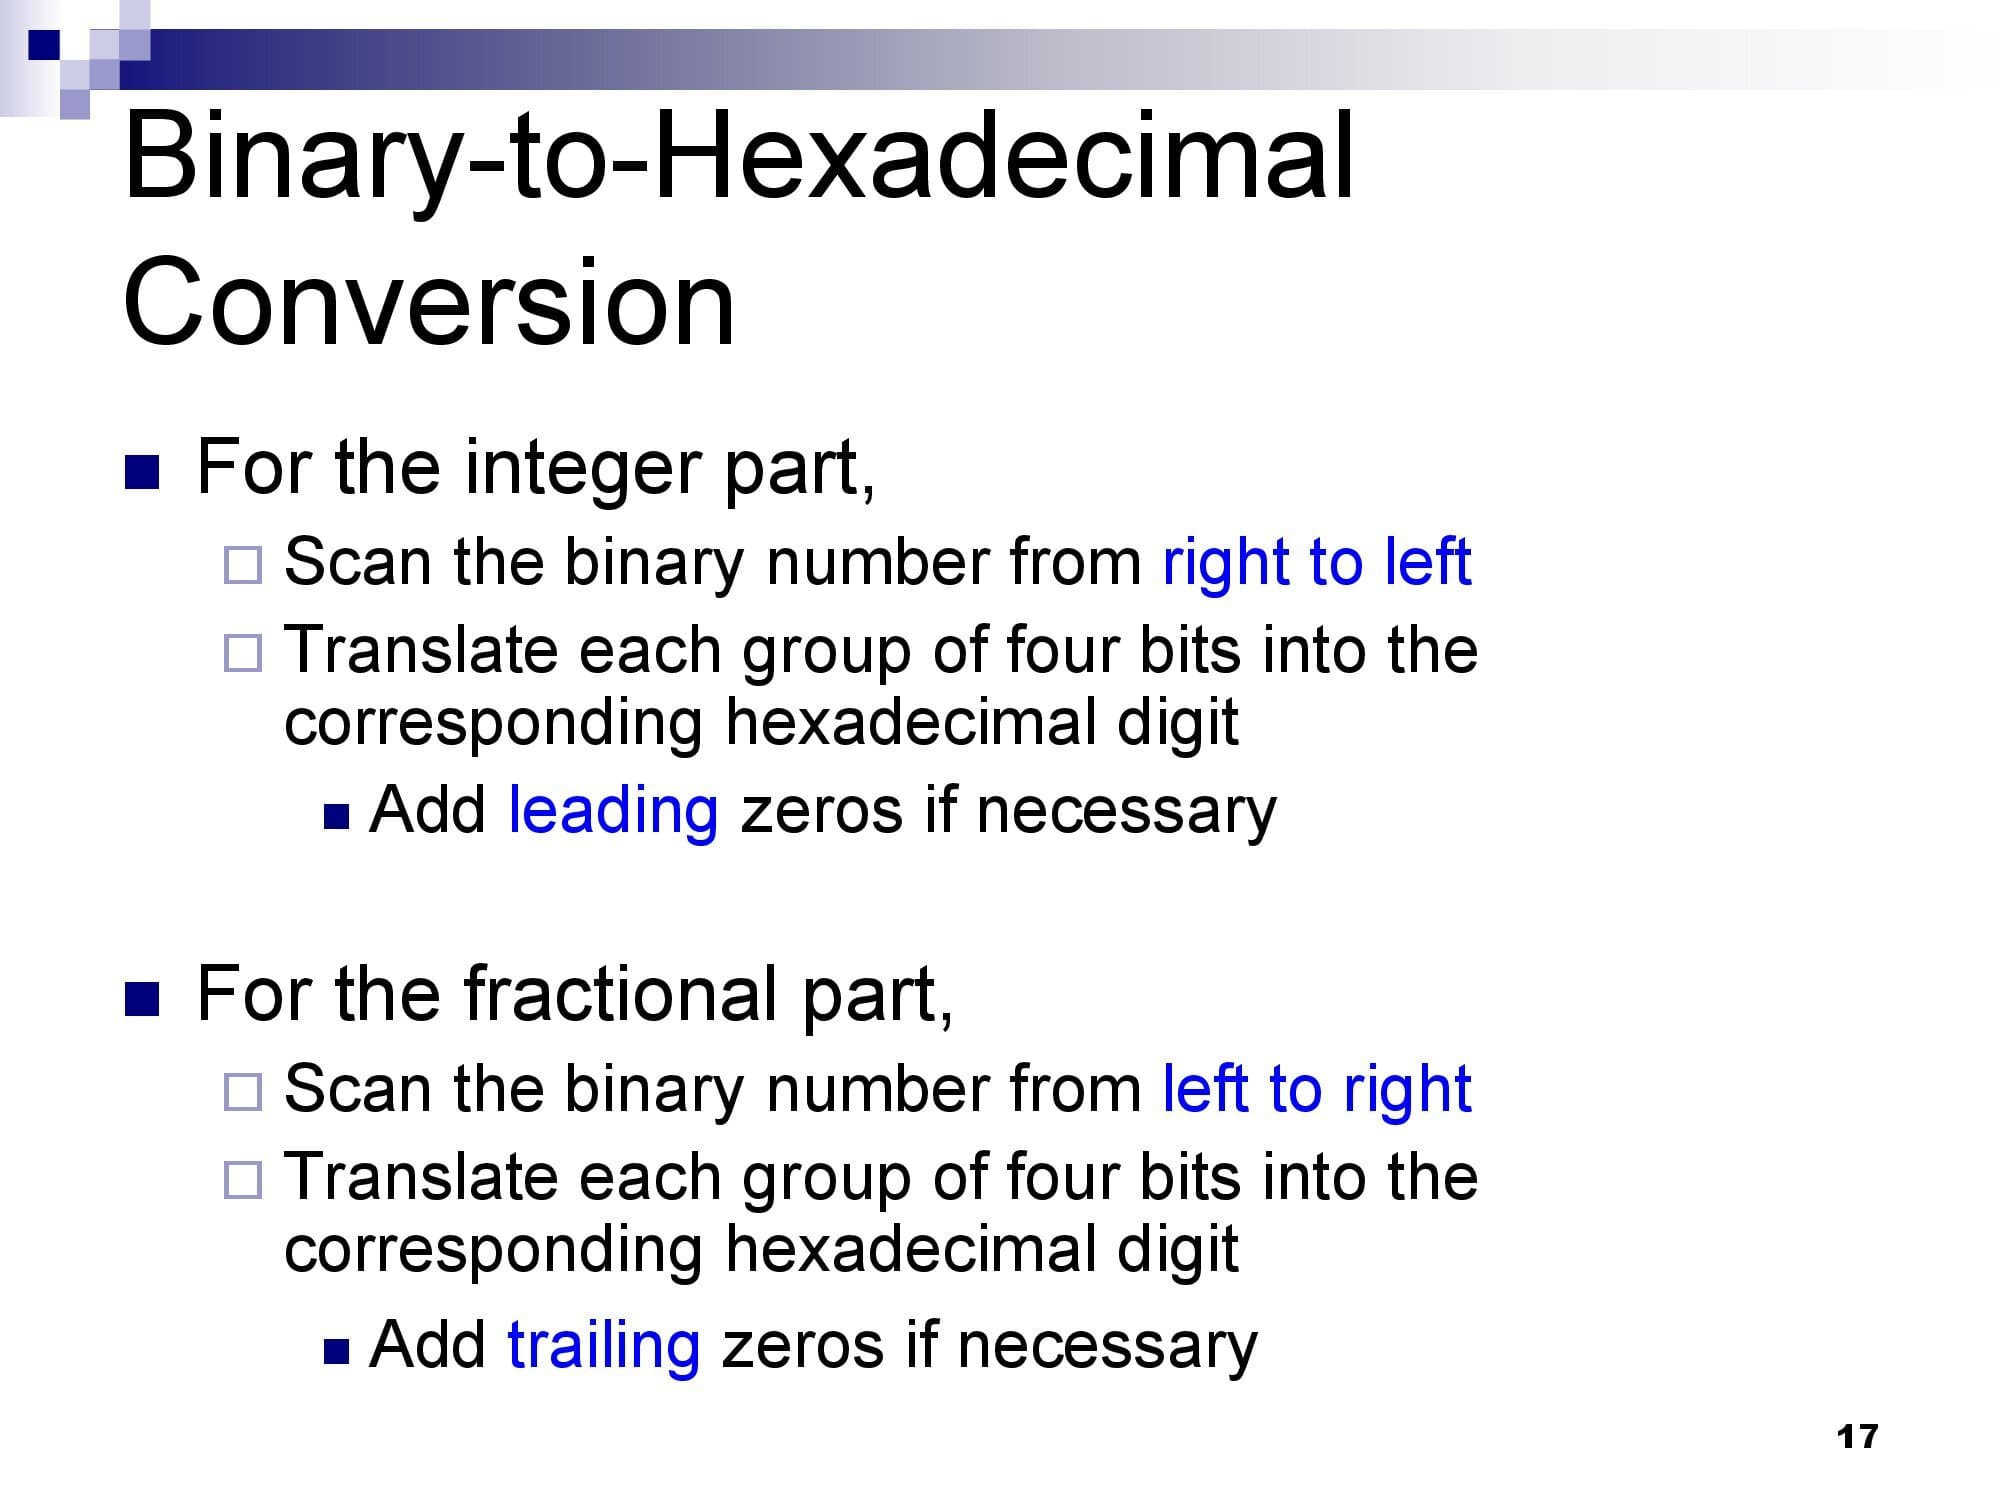 Binary-to-Hexadecimal
Conversion
For the integer part,
Scan the binary number from right to left
Translate each group of four bits into the
corresponding hexadecimal digit
Add leading zeros if necessary
For the fractional part,
Scan the binary number from left to right
Translate each group of four bits into the
corresponding hexadecimal digit
Add trailing zeros if necessary
17